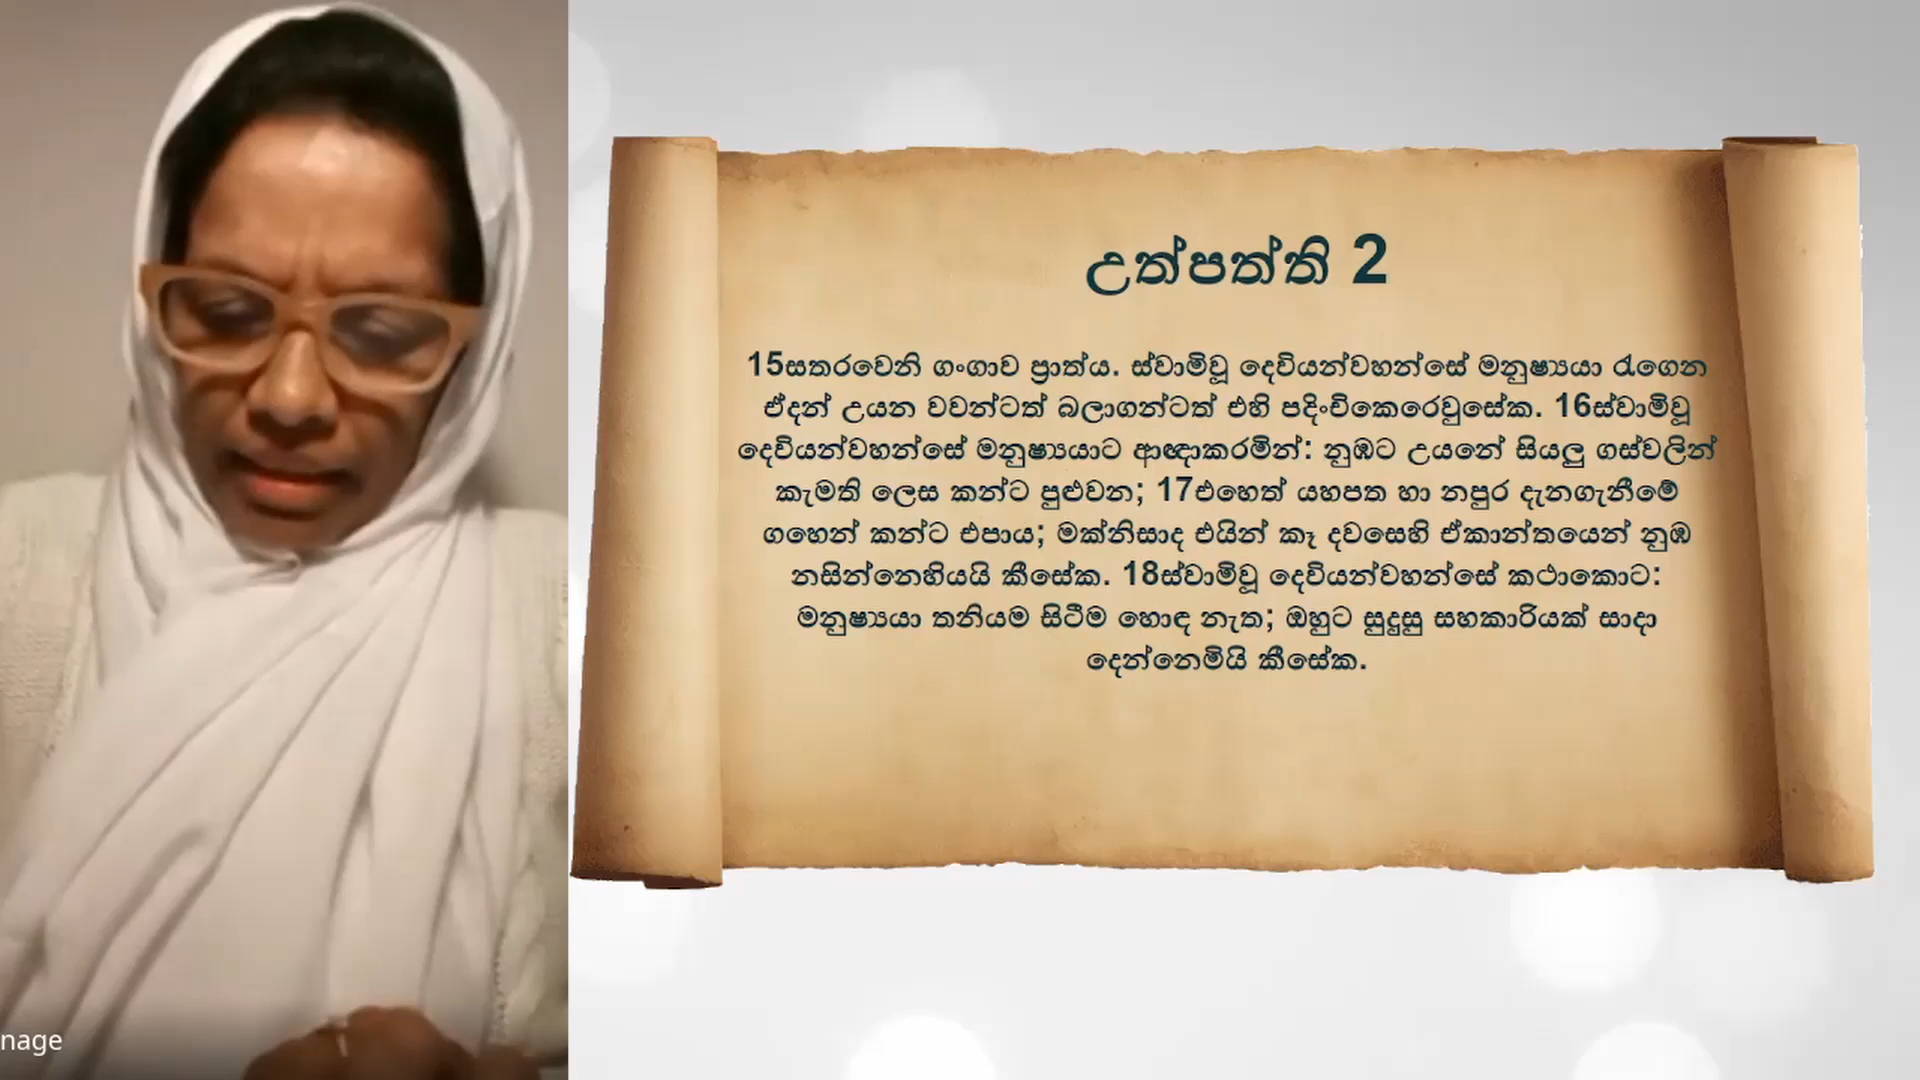 උත්පත්ති 2
15සතරවෙනි ගංගාව ප්‍රාත්ය. ස්වාමිවූ දෙවියන්වහන්සේ මනුෂ්‍යයා රැගෙන
ඒදන් උයන වවන්ටත් බලාගන්ටත් එහි පදිංචිකෙරෙවුසේක. 16ස්වාමිවූ
දෙවියන්වහන්සේ මනුෂ්‍යයාට ආඥාකරමින්: නුඹට උයනේ සියලු ගස්වලින්
කැමති ලෙස කන්ට පුළුවන; 17එහෙත් යහපත හා නපුර දැනගැනීමේ
ගහෙන් කන්ට එපාය; මක්නිසාද එයින් කෑ දවසෙහි ඒකාන්තයෙන් නුඹ
නසින්නෙහියයි කීසේක. 18ස්වාමිවූ දෙවියන්වහන්සේ කථාකොට:
මනුෂ්‍යයා තනියම සිටීම හොඳ නැත; ඔහුට සුදුසු සහකාරියක් සාදා
දෙන්නෙමියි කීසේක.
nage